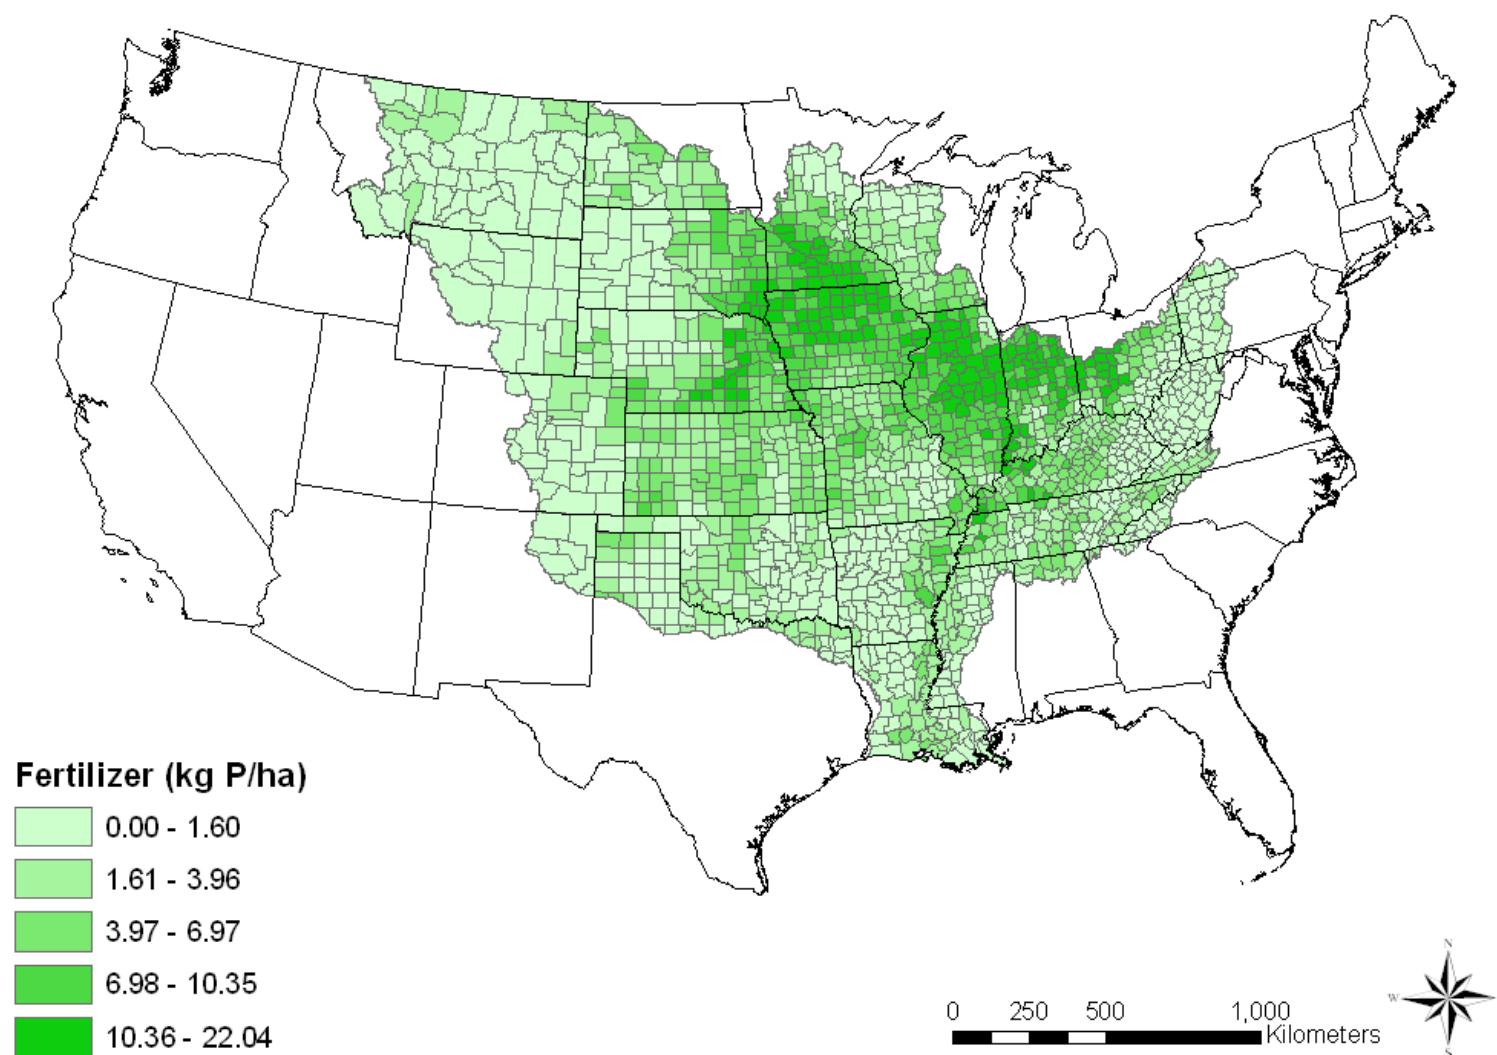 Fertilizer (kg P/ha)
0.00 - 1.60
1.61 - 3.96
3.97 - 6.97
6.98 - 10.35
10.36 - 22.04
0 250 500 1,000
Kilometers
N
W
S